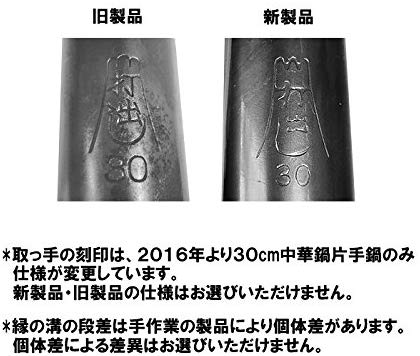 旧製品
新製品
打出
30
打出
30
*取っ手の刻印は、2016年より30cm中華鍋片手鍋のみ
仕様が変更しています。
新製品・旧製品の仕様はお選びいただけません。
*縁の溝の段差は手作業の製品により個体差があります。
個体差による差異はお選びいただけません。